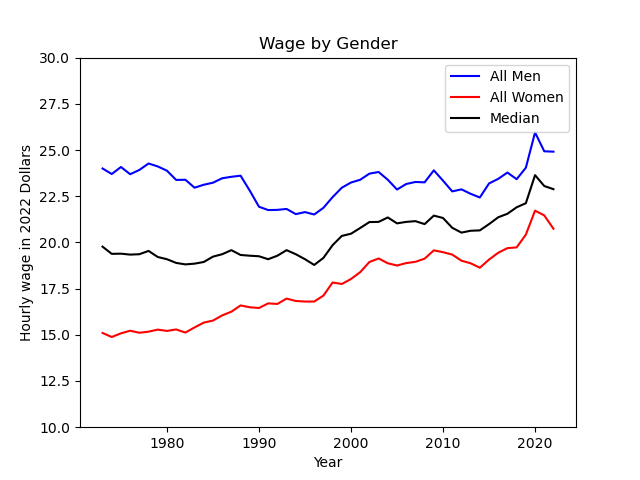 Wage by Gender
30.0
27.5
25.0
22.5
20.0
17.5
15.0
12.5
10.0
Hourly wage in 2022 Dollars
All Men
All Women
Median
1980 1990 2000 2010 2020
Year